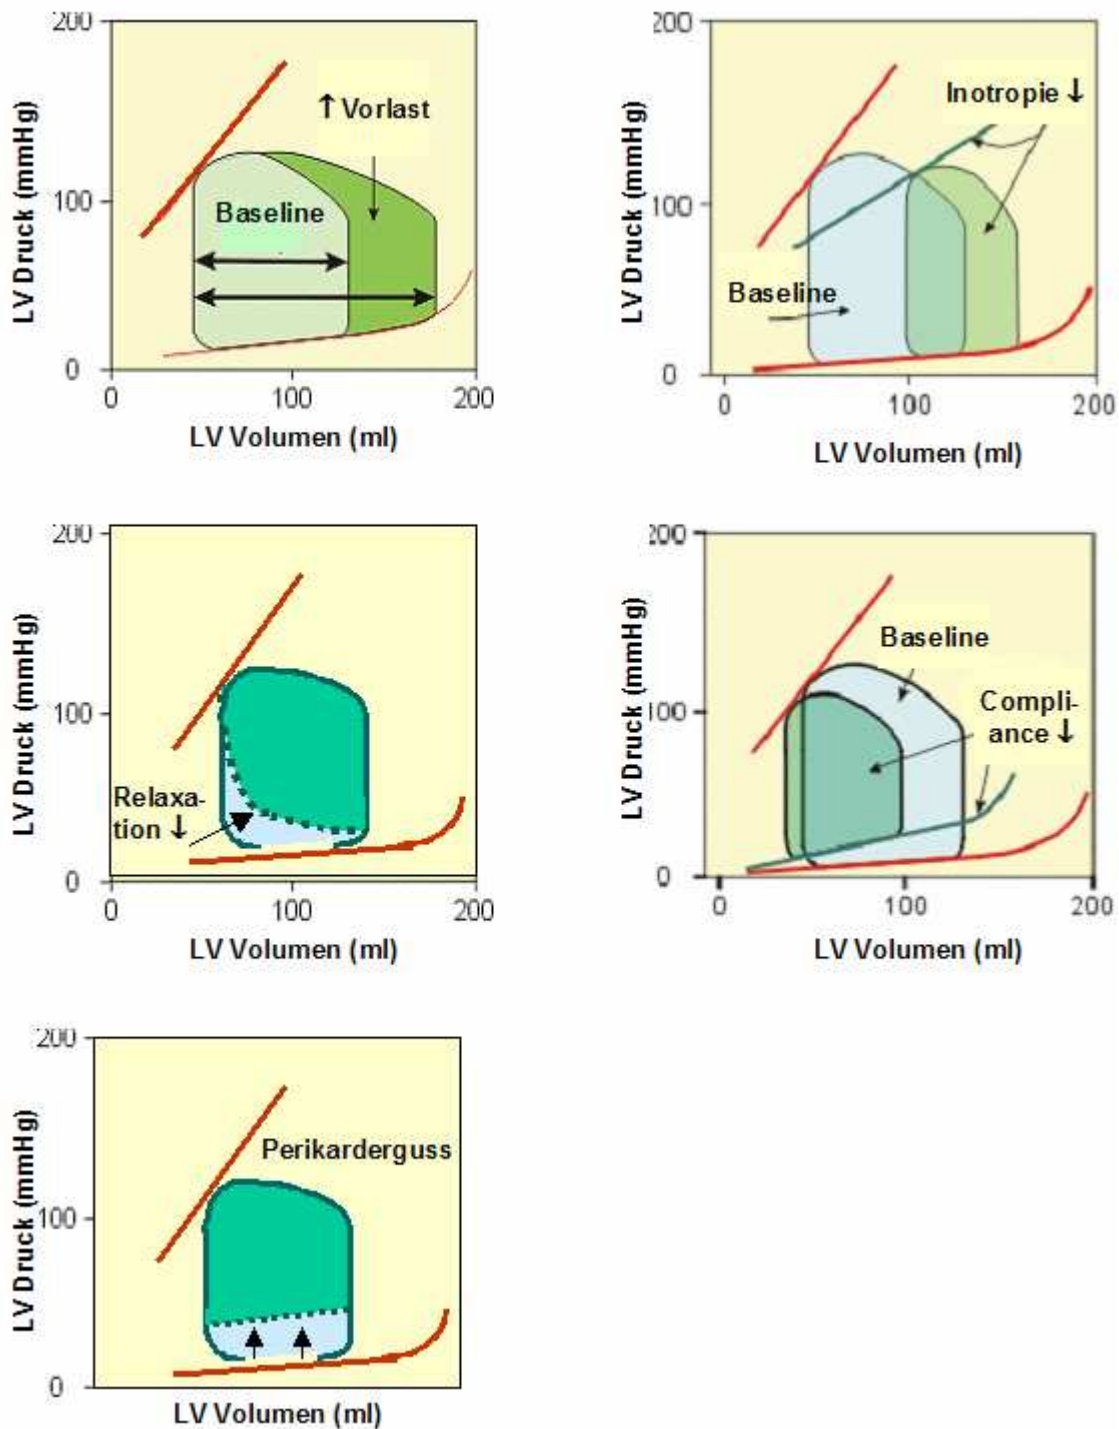 200
↑ Vorlast
Baseline
100
0
0 100 200
LV Druck (mmHg)
LV Volumen (ml)
200
Inotropie ↓
100
Baseline
0
0 100 200
LV Druck (mmHg)
LV Volumen (ml)
200
100
Relaxa-
tion ↓
0
0 100 200
LV Druck (mmHg)
LV Volumen (ml)
200
Baseline
Compli-
ance ↓
100
0
0 100 200
LV Druck (mmHg)
LV Volumen (ml)
200
Perikarderguss
100
0
LV Druck (mmHg)
LV Volumen (ml)